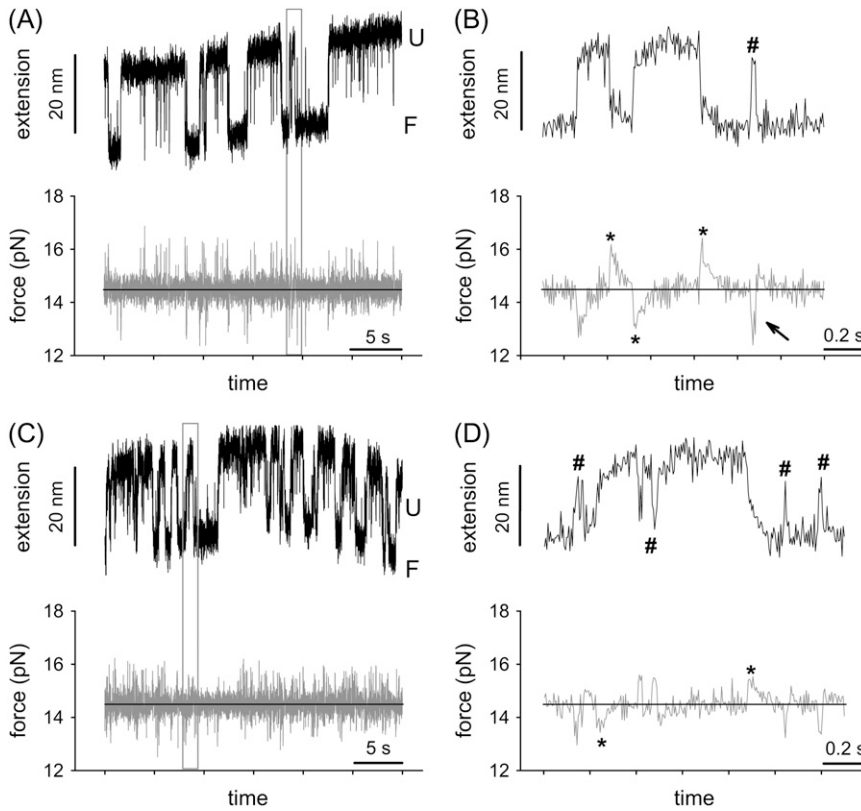 (A)
extension
20 nm
U
F
force (pN)
18
16
14
12
5 s
time
(B)
extension
20 nm
#
force (pN)
18
16
14
12
* * *
0.2 s
time
(C)
extension
20 nm
U
F
force (pN)
18
16
14
12
5 s
time
(D)
extension
20 nm
# # # #
force (pN)
18
16
14
12
* *
0.2 s
time